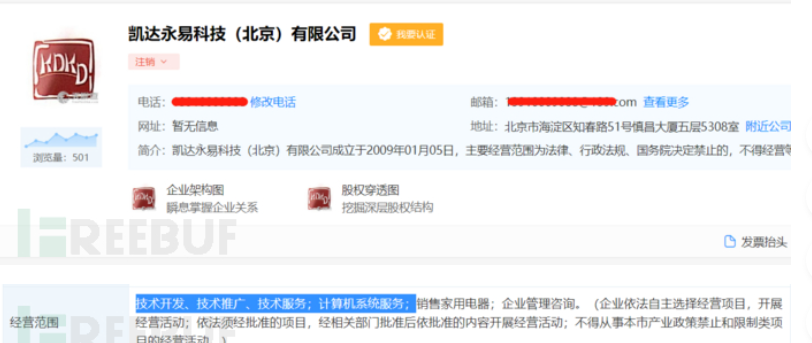 凯达永易科技（北京）有限公司
我要认证
注销
KDKD
电话：
修改电话
邮箱：
.com 查看更多
网址：暂无信息
地址：北京市海淀区知春路51号慎昌大厦五层5308室 附近公司
简介：凯达永易科技（北京）有限公司成立于2009年01月05日，主要经营范围为法律、行政法规、国务院决定禁止的，不得经营等
浏览量：501
企业架构图
瞬息掌握企业关系
股权穿透图
挖掘深层股权结构
FREEBUF
发票抬头
经营范围
技术开发、技术推广、技术服务；计算机系统服务；销售家用电器；企业管理咨询。（企业依法自主选择经营项目，开展
经营活动；依法须经批准的项目，经相关部门批准后依批准的内容开展经营活动；不得从事本市产业政策禁止和限制类项
目的经营活动。）
FREEBUF